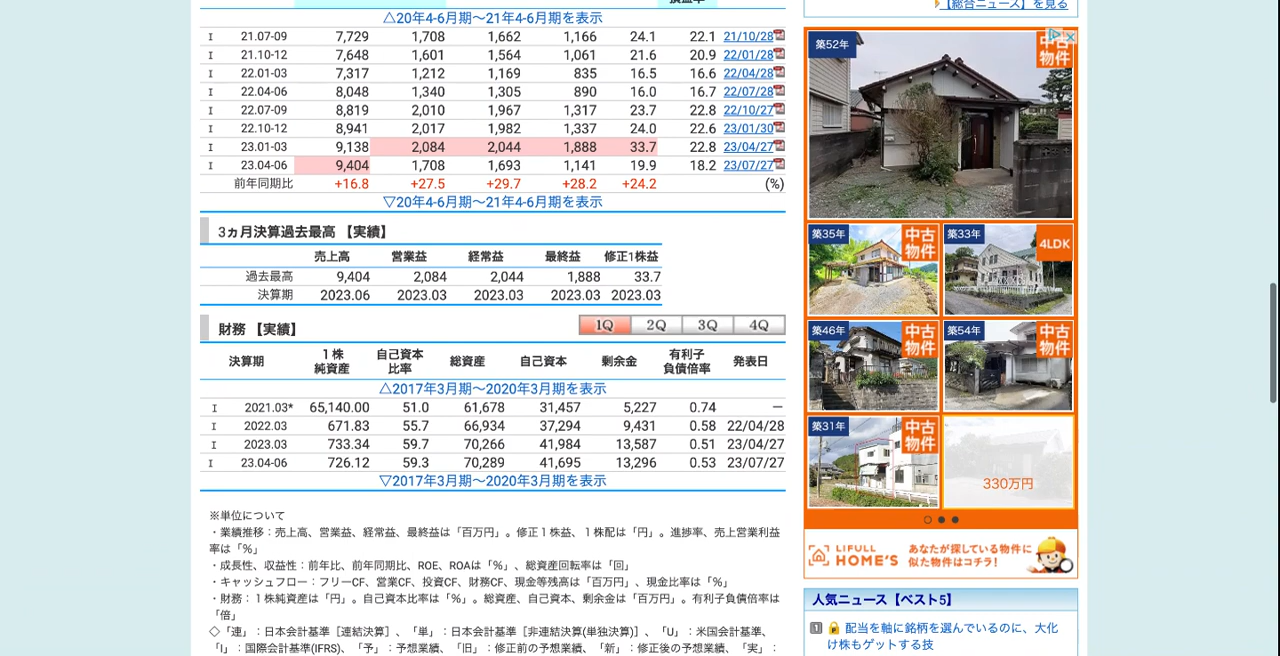 【総合ニュース】を見る
△20年4-6月期～21年4-6月期を表示
I 21.07-09 7,729 1,708 1,662 1,166 24.1 22.1 21/10/28
I 21.10-12 7,648 1,601 1,564 1,061 21.6 20.9 22/01/28
I 22.01-03 7,317 1,212 1,169 835 16.5 16.6 22/04/28
I 22.04-06 8,048 1,340 1,305 890 16.0 16.7 22/07/28
I 22.07-09 8,819 2,010 1,967 1,317 23.7 22.8 22/10/27
I 22.10-12 8,941 2,017 1,982 1,337 24.0 22.6 23/01/30
I 23.01-03 9,138 2,084 2,044 1,888 33.7 22.8 23/04/27
I 23.04-06 9,404 1,708 1,693 1,141 19.9 18.2 23/07/27
前年同期比 +16.8 +27.5 +29.7 +28.2 +24.2 (%)
▽20年4-6月期～21年4-6月期を表示
3ヵ月決算過去最高 【実績】
売上高 営業益 経常益 最終益 修正1株益
過去最高 9,404 2,084 2,044 1,888 33.7
決算期 2023.06 2023.03 2023.03 2023.03 2023.03
財務 【実績】
1Q 2Q 3Q 4Q
決算期 1株純資産 自己資本比率 総資産 自己資本 剰余金 有利子負債倍率 発表日
△2017年3月期～2020年3月期を表示
I 2021.03* 65,140.00 51.0 61,678 31,457 5,227 0.74 －
I 2022.03 671.83 55.7 66,934 37,294 9,431 0.58 22/04/28
I 2023.03 733.34 59.7 70,266 41,984 13,587 0.51 23/04/27
I 23.04-06 726.12 59.3 70,289 41,695 13,296 0.53 23/07/27
▽2017年3月期～2020年3月期を表示
※単位について
・業績推移：売上高、営業益、経常益、最終益は「百万円」。修正１株益、１株配は「円」。進捗率、売上営業利益
率は「％」
・成長性、収益性：前年比、前年同期比、ROE、ROAは「％」、総資産回転率は「回」
・キャッシュフロー：フリーCF、営業CF、投資CF、財務CF、現金等残高は「百万円」、現金比率は「％」
・財務：１株純資産は「円」。自己資本比率は「％」。総資産、自己資本、剰余金は「百万円」。有利子負債倍率は
「倍」
◇「連」：日本会計基準［連結決算］、「単」：日本会計基準［非連結決算(単独決算)］、「U」：米国会計基準、
「I」：国際会計基準(IFRS)、「予」：予想業績、「旧」：修正前の予想業績、「新」：修正後の予想業績、「実」：
築52年
中古
物件
築35年
中古
物件
築33年
4LDK
築46年
中古
物件
築54年
中古
物件
築31年
中古
物件
330万円
LIFULL
HOME'S
あなたが探している物件に
似た物件はコチラ！
人気ニュース【ベスト5】
1 配当を軸に銘柄を選んでいるのに、大化
け株もゲットする技